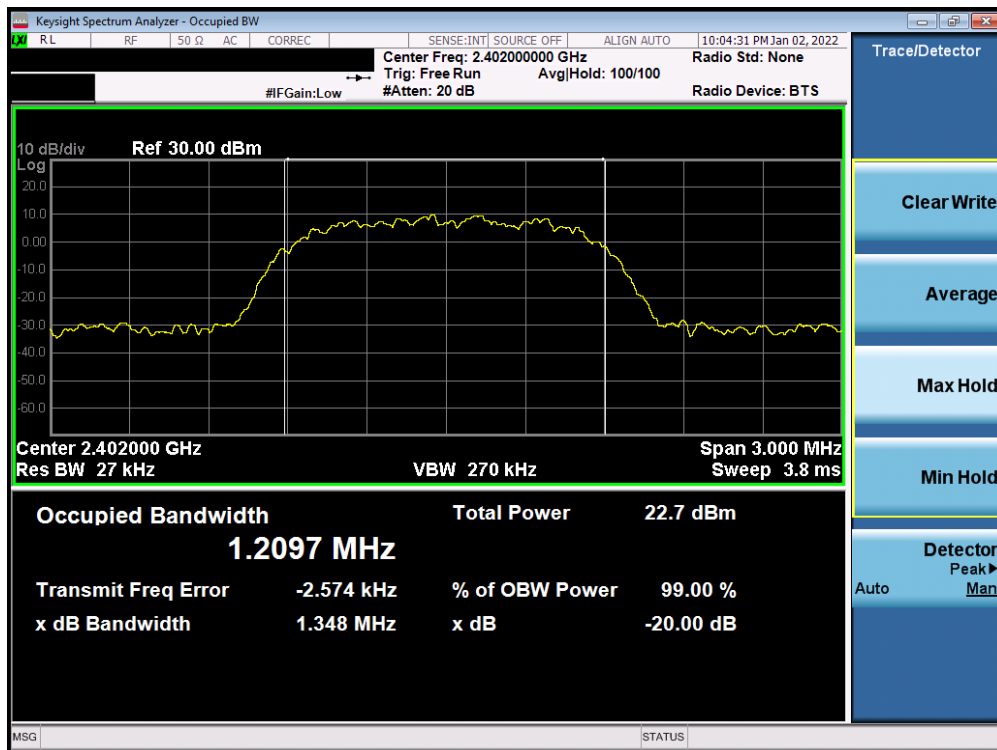 Keysight Spectrum Analyzer - Occupied BW
LXI RL RF 50 Ω AC CORREC SENSE:INT SOURCE OFF ALIGN AUTO 10:04:31 PM Jan 02, 2022
Center Freq: 2.402000000 GHz Radio Std: None
Trig: Free Run Avg|Hold: 100/100
#IFGain:Low #Atten: 20 dB Radio Device: BTS
Trace/Detector
10 dB/div Ref 30.00 dBm
Log
20.0
10.0
0.00
-10.0
-20.0
-30.0
-40.0
-50.0
-60.0
Center 2.402000 GHz Span 3.000 MHz
Res BW 27 kHz VBW 270 kHz Sweep 3.8 ms
Occupied Bandwidth Total Power 22.7 dBm
1.2097 MHz
Transmit Freq Error -2.574 kHz % of OBW Power 99.00 %
x dB Bandwidth 1.348 MHz x dB -20.00 dB
Clear Write
Average
Max Hold
Min Hold
Detector
Peak
Auto Man
MSG STATUS